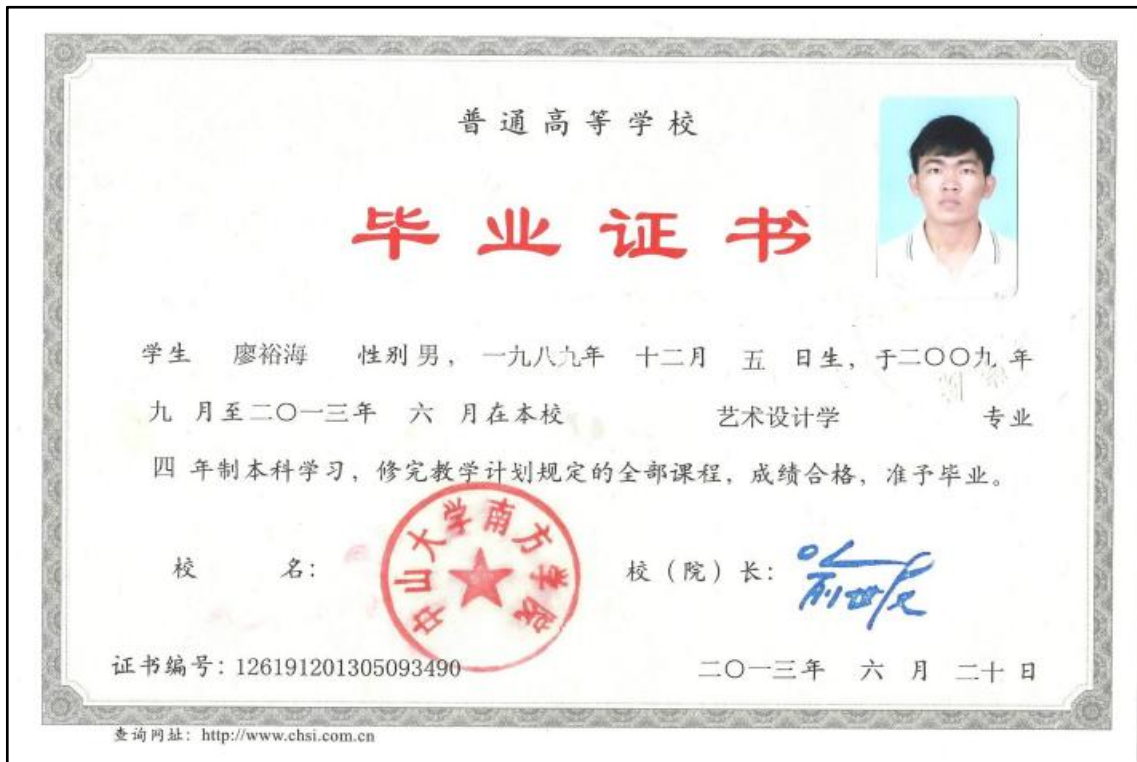 普通高等学校
毕业证书
学生 廖裕海 性别 男， 一九八九年 十二月 五 日生，于二〇〇九 年
九 月至二〇一三年 六 月在本校 艺术设计学 专业
四 年制本科学习，修完教学计划规定的全部课程，成绩合格，准予毕业。
校 名：
中山大学南方学院
校（院）长：
证书编号：126191201305093490
二〇一三年 六 月 二十 日
查询网址：http://www.chsi.com.cn